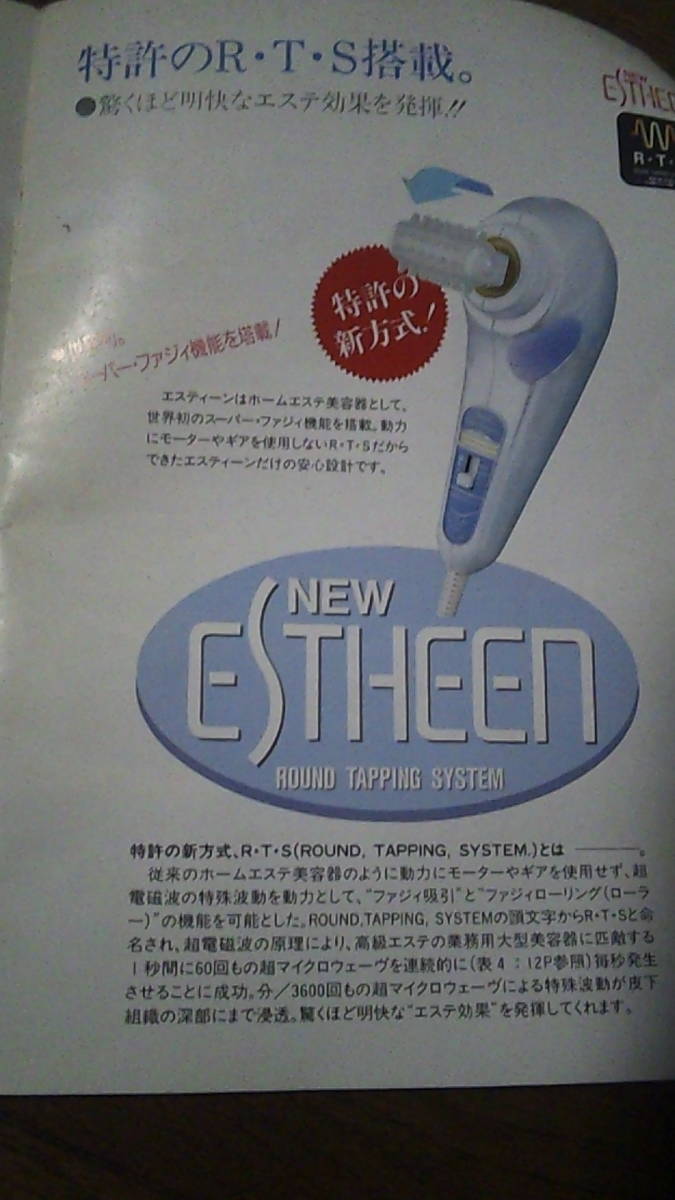 特許のR・T・S搭載。
●驚くほど明快なエステ効果を発揮!!
NEW
ESTHEEN
R・T・
特許の
新方式!
ーパー・ファジィ機能を塔載!
エスティーンはホームエステ美容器として、
世界初のスーパー・ファジィ機能を搭載。動力
にモーターやギアを使用しないR・T・Sだから
できたエスティーンだけの安心設計です。
NEW
ESTHEEN
ROUND TAPPING SYSTEM
特許の新方式、R・T・S(ROUND, TAPPING, SYSTEM.)とは ───。
従来のホームエステ美容器のように動力にモーターやギアを使用せず、超
電磁波の特殊波動を動力として、"ファジィ吸引"と"ファジィローリング(ローラ
ー)"の機能を可能とした。ROUND,TAPPING, SYSTEMの頭文字からR・T・Sと命
名され、超電磁波の原理により、高級エステの業務用大型美容器に匹敵する
1秒間に60回もの超マイクロウェーヴを連続的に(表4:12P参照)毎秒発生
させることに成功。分/3600回もの超マイクロウェーヴによる特殊波動が皮下
組織の深部にまで浸透。驚くほど明快な"エステ効果"を発揮してくれます。